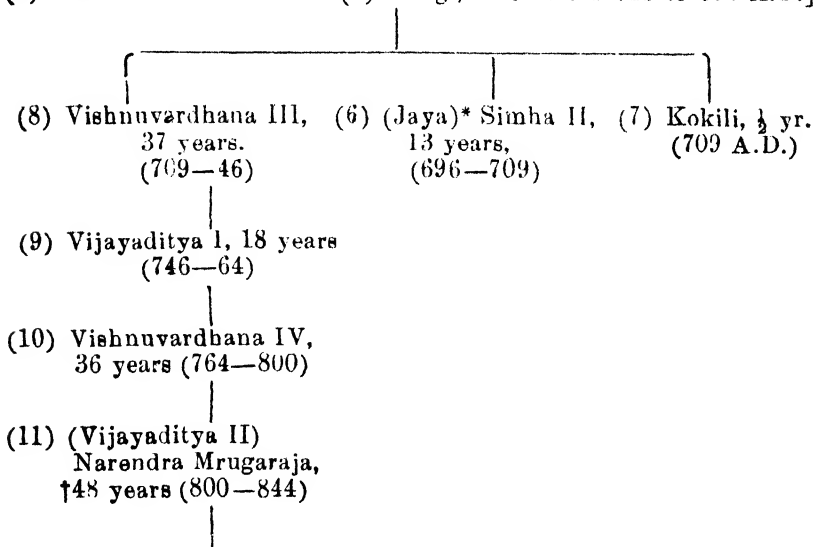 (8) Vishnuvardhana III, (6) (Jaya)* Simha II, (7) Kokili, ½ yr.
37 years. 13 years, (709 A.D.)
(709—46) (696—709)
(9) Vijayaditya 1, 18 years
(746—64)
(10) Vishnuvardhana IV,
36 years (764—800)
(11) (Vijayaditya II)
Narendra Mrugaraja,
†48 years (800—844)